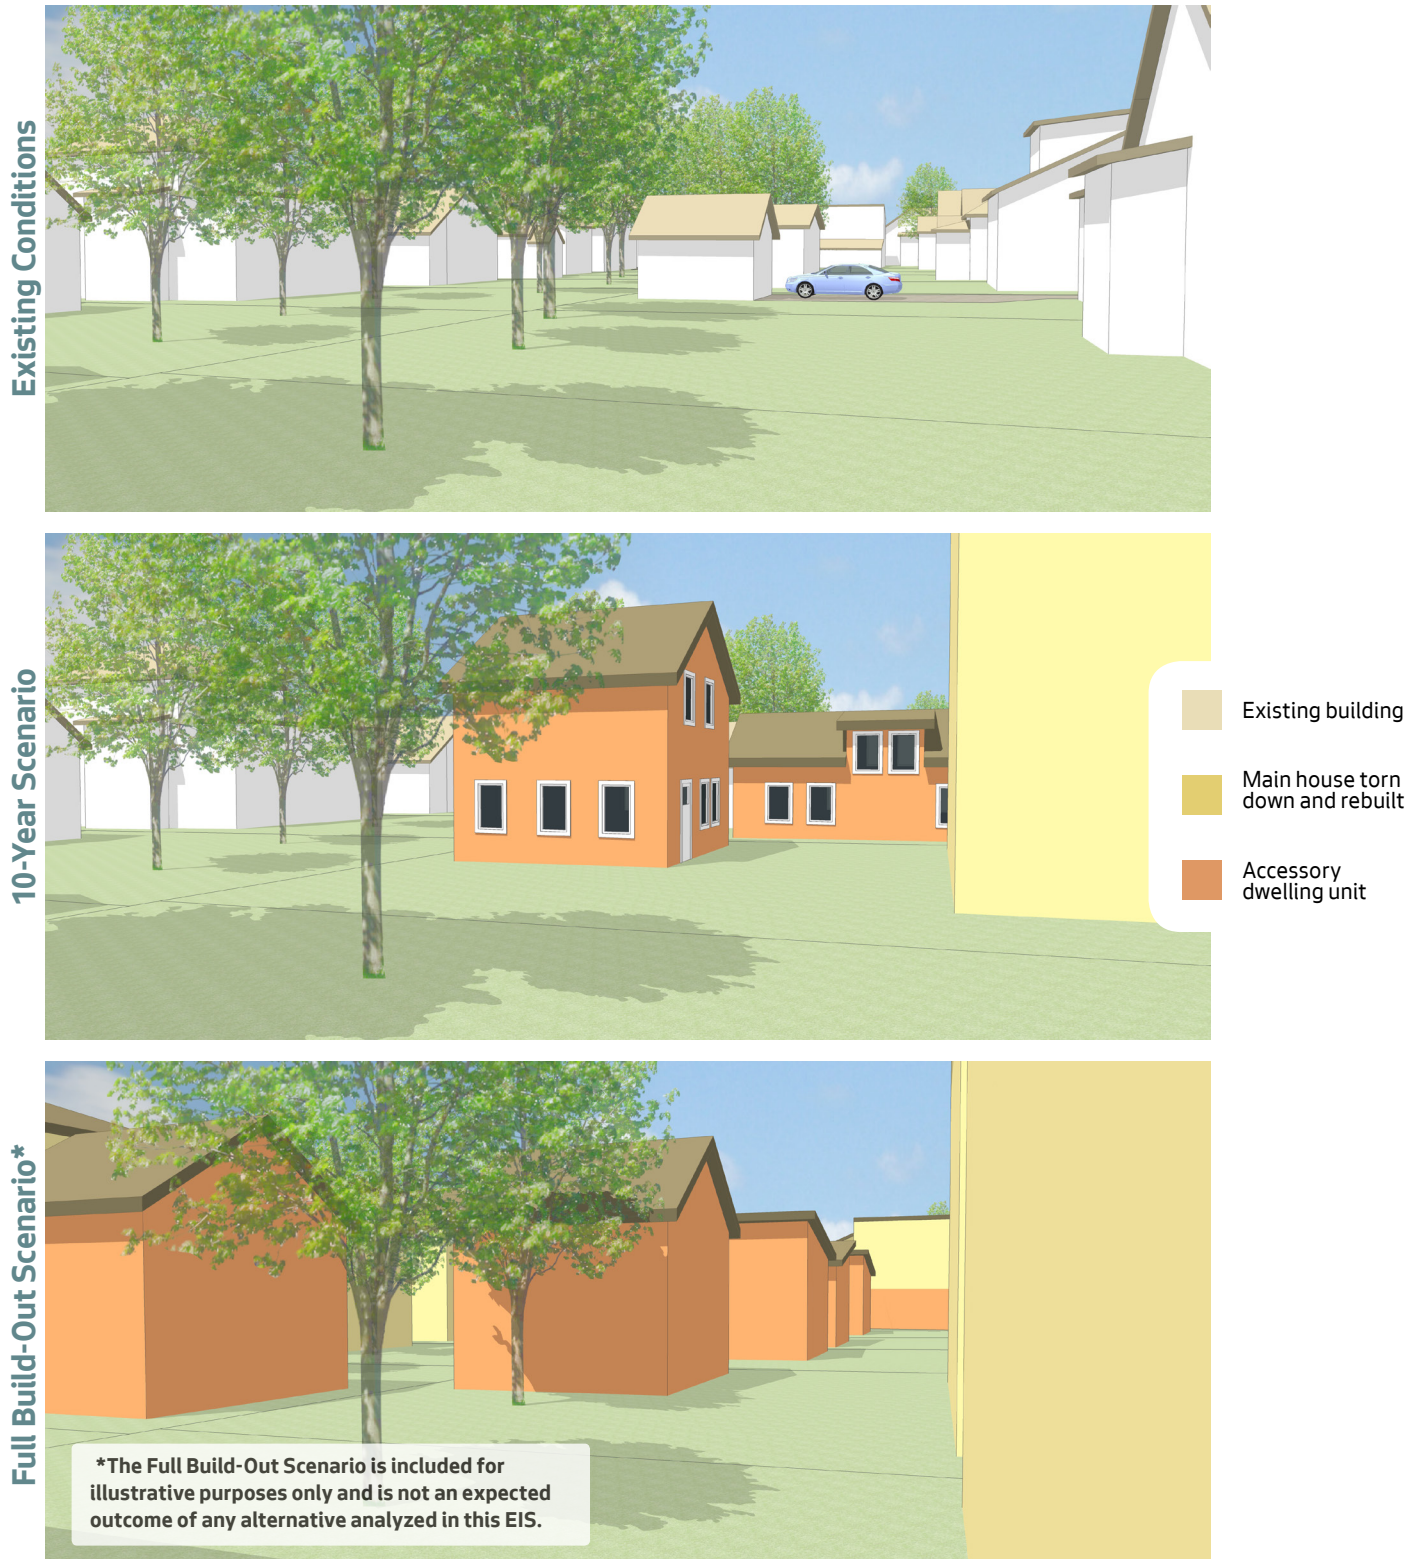 Existing Conditions
10-Year Scenario
Existing building
Main house torn
down and rebuilt
Accessory
dwelling unit
Full Build-Out Scenario*
*The Full Build-Out Scenario is included for
illustrative purposes only and is not an expected
outcome of any alternative analyzed in this EIS.